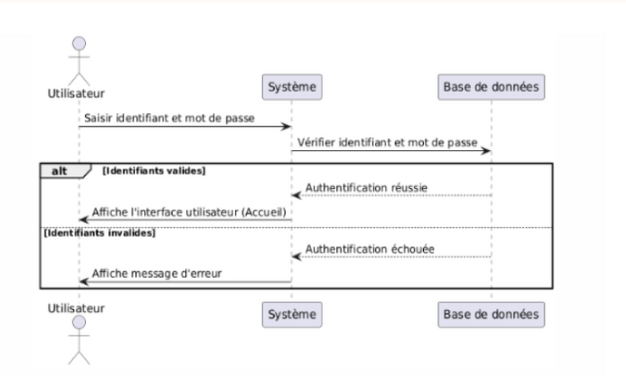 Utilisateur
Système
Base de données
Saisir identifiant et mot de passe
Vérifier identifiant et mot de passe
alt
[Identifiants valides]
Authentification réussie
Affiche l'interface utilisateur (Accueil)
[Identifiants invalides]
Authentification échouée
Affiche message d'erreur
Utilisateur
Système
Base de données